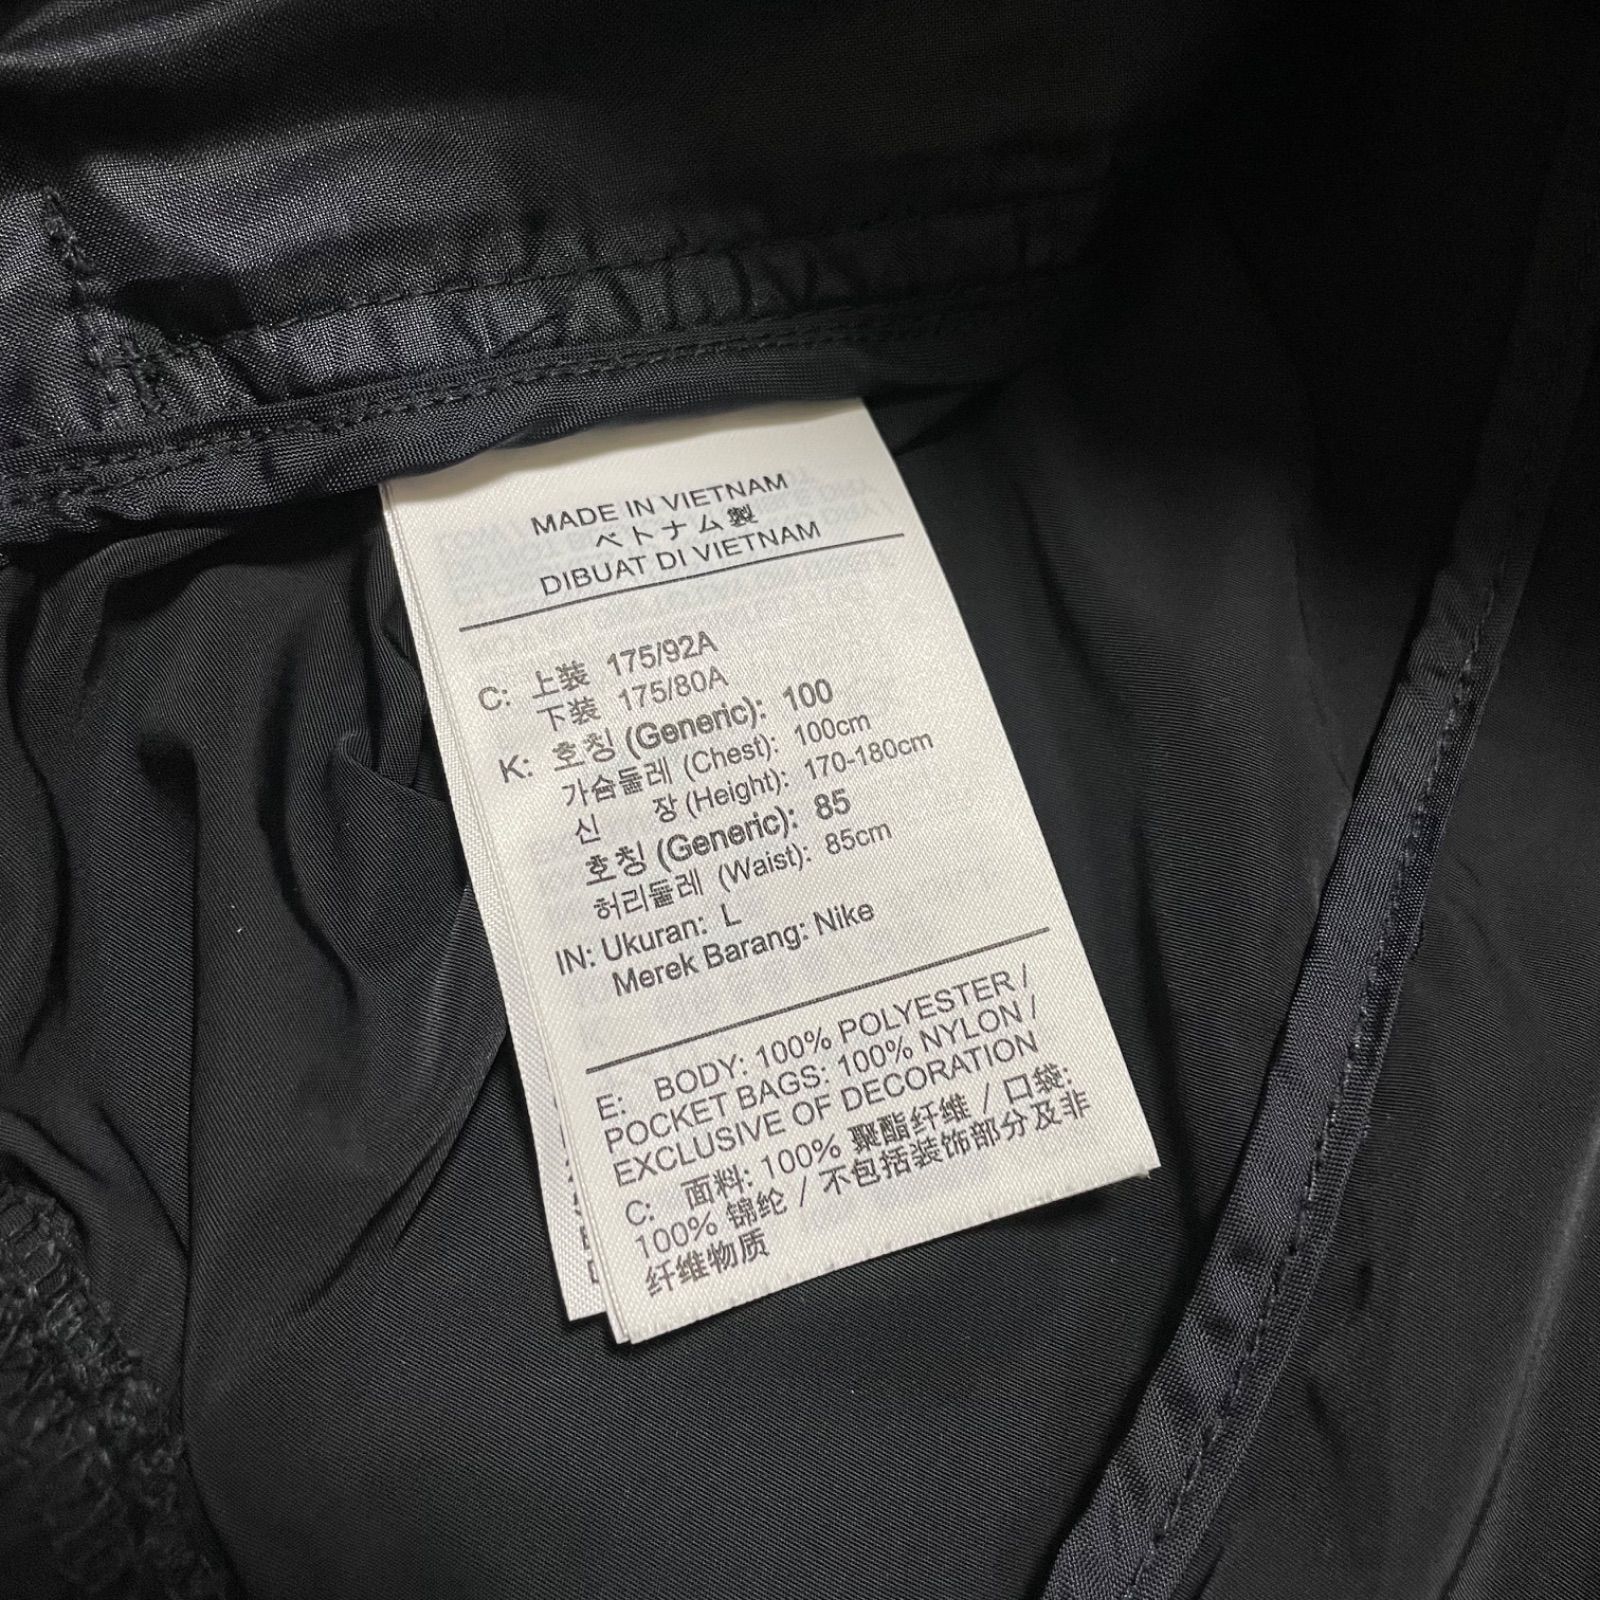 MADE IN VIETNAM
ベトナム製
DIBUAT DI VIETNAM
C: 上装 175/92A
下装 175/80A
K: 호칭 (Generic): 100
가슴둘레 (Chest): 100cm
신 장 (Height): 170-180cm
호칭 (Generic): 85
허리둘레 (Waist): 85cm
IN: Ukuran: L
Merek Barang: Nike
E: BODY: 100% POLYESTER /
POCKET BAGS: 100% NYLON /
EXCLUSIVE OF DECORATION
C: 面料: 100% 聚酯纤维 / 口袋:
100% 锦纶 / 不包括装饰部分及非
纤维物质